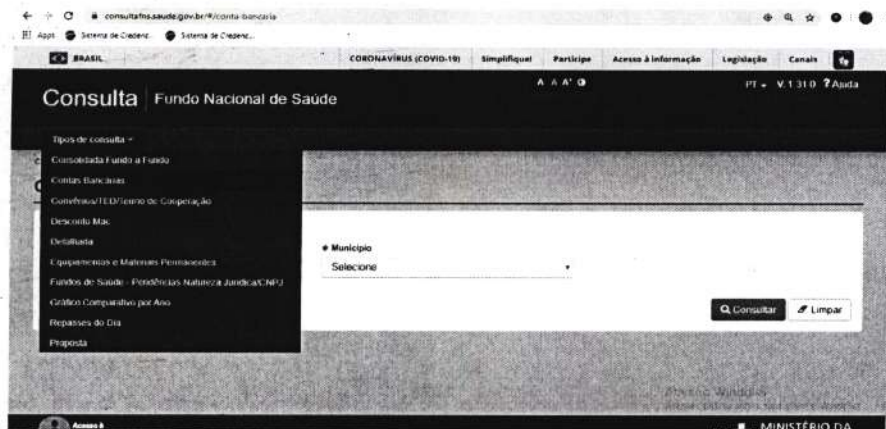 consultafns.saude.gov.br/#/conta-bancaria
Apps Sistema de Credenc... Sistema de Credenc...
BRASIL CORONAVÍRUS (COVID-19) Simplifique! Participe Acesso à informação Legislação Canais
A A A+
PT V.1.31.0 ? Ajuda
Consulta | Fundo Nacional de Saúde
Tipos de consulta
Consolidada Fundo a Fundo
Contas Bancárias
Convênios/TED/Termo de Cooperação
Desconto Mac
Detalhada
Equipamentos e Materiais Permanentes
Fundos de Saúde - Pendências Natureza Jurídica/CNPJ
Gráfico Comparativo por Ano
Repasses do Dia
Proposta
Município
Selecione
Consultar Limpar
Windows
Acesso à
MINISTÉRIO DA